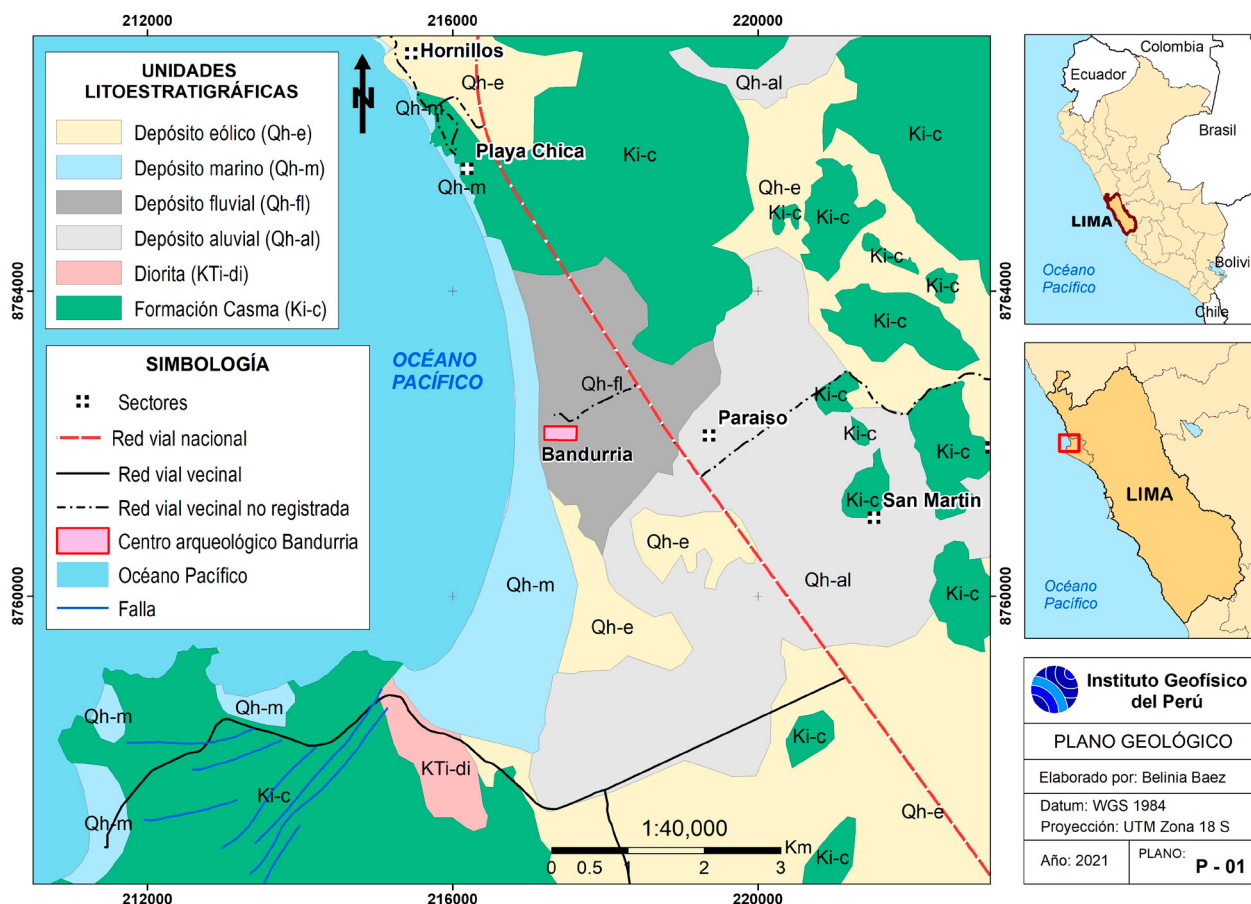 212000
216000
220000
UNIDADES
LITOESTRATIGRÁFICAS
Depósito eólico (Qh-e)
Depósito marino (Qh-m)
Depósito fluvial (Qh-fl)
Depósito aluvial (Qh-al)
Diorita (KTi-di)
Formación Casma (Ki-c)
SIMBOLOGÍA
Sectores
Red vial nacional
Red vial vecinal
Red vial vecinal no registrada
Centro arqueológico Bandurria
Océano Pacífico
Falla
N
Hornillos
Qh-e
Qh-al
Qh-m
Ki-c
Ki-c
Playa Chica
Qh-m
Qh-e
Ki-c
Ki-c
Ki-c
Ki-c
Ki-c
8764000
8764000
OCÉANO
PACÍFICO
Qh-fl
Ki-c
Paraiso
Ki-c
Ki-c
Bandurria
Ki-c
San Martin
Qh-e
Qh-al
Qh-m
Ki-c
8760000
8760000
Qh-e
Qh-m
Qh-m
Ki-c
KTi-di
Ki-c
Qh-m
Qh-e
Ki-c
1:40,000
Km
0 0.5 1 2 3
212000
216000
220000
Colombia
Ecuador
Brasil
LIMA
Océano
Pacífico
Bolivi
Chile
LIMA
Océano
Pacífico
Instituto Geofísico
del Perú
PLANO GEOLÓGICO
Elaborado por: Belinia Baez
Datum: WGS 1984
Proyección: UTM Zona 18 S
Año: 2021
PLANO:
P - 01